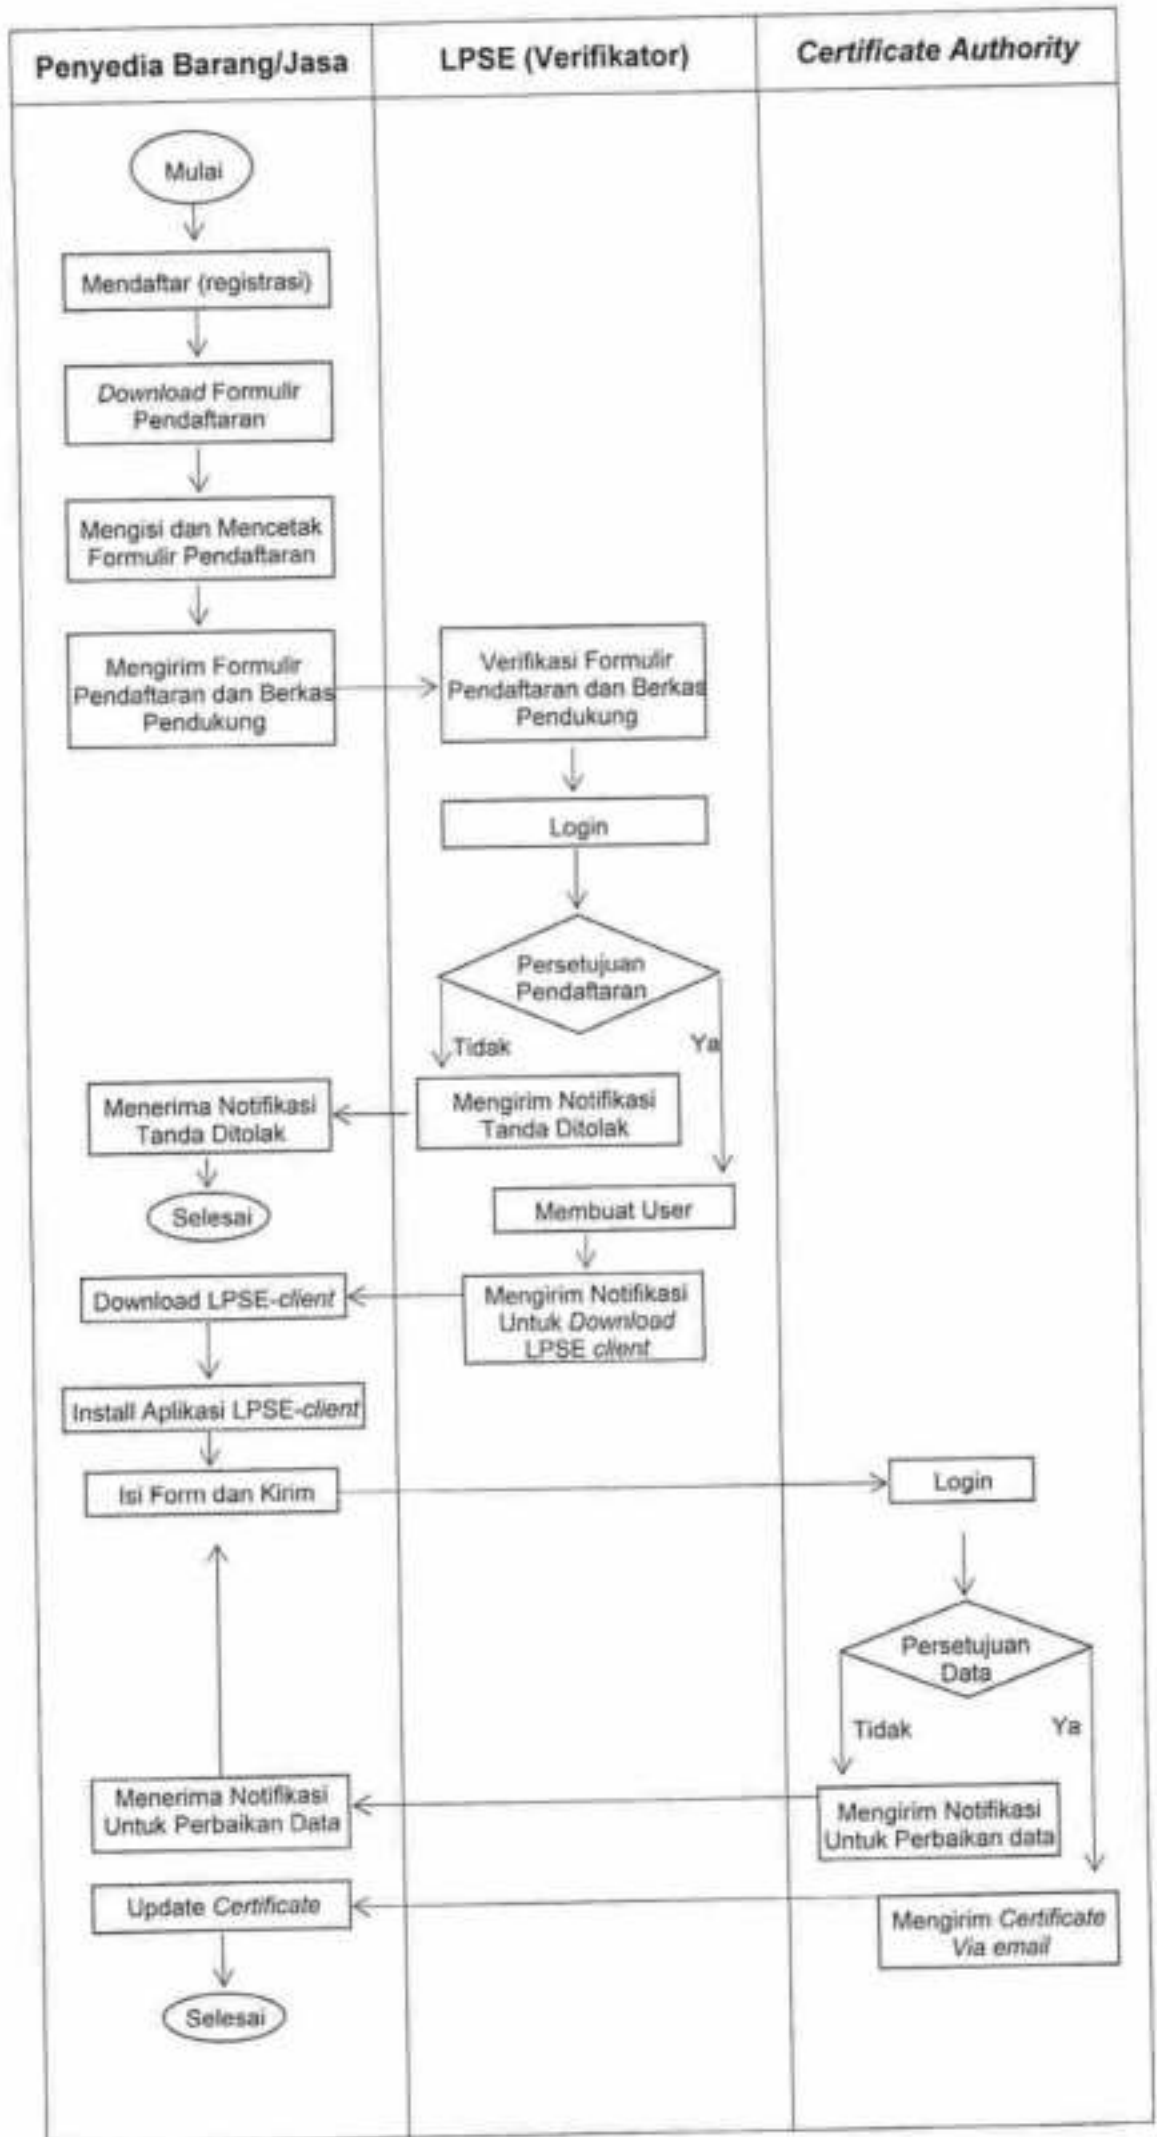 Penyedia Barang/Jasa
LPSE (Verifikator)
Certificate Authority
Mulai
Mendaftar (registrasi)
Download Formulir
Pendaftaran
Mengisi dan Mencetak
Formulir Pendaftaran
Mengirim Formulir
Pendaftaran dan Berkas
Pendukung
Verifikasi Formulir
Pendaftaran dan Berkas
Pendukung
Login
Persetujuan
Pendaftaran
Tidak
Ya
Mengirim Notifikasi
Tanda Ditolak
Menerima Notifikasi
Tanda Ditolak
Selesai
Membuat User
Mengirim Notifikasi
Untuk Download
LPSE client
Download LPSE-client
Install Aplikasi LPSE-client
Isi Form dan Kirim
Login
Persetujuan
Data
Tidak
Ya
Mengirim Notifikasi
Untuk Perbaikan data
Menerima Notifikasi
Untuk Perbaikan Data
Mengirim Certificate
Via email
Update Certificate
Selesai